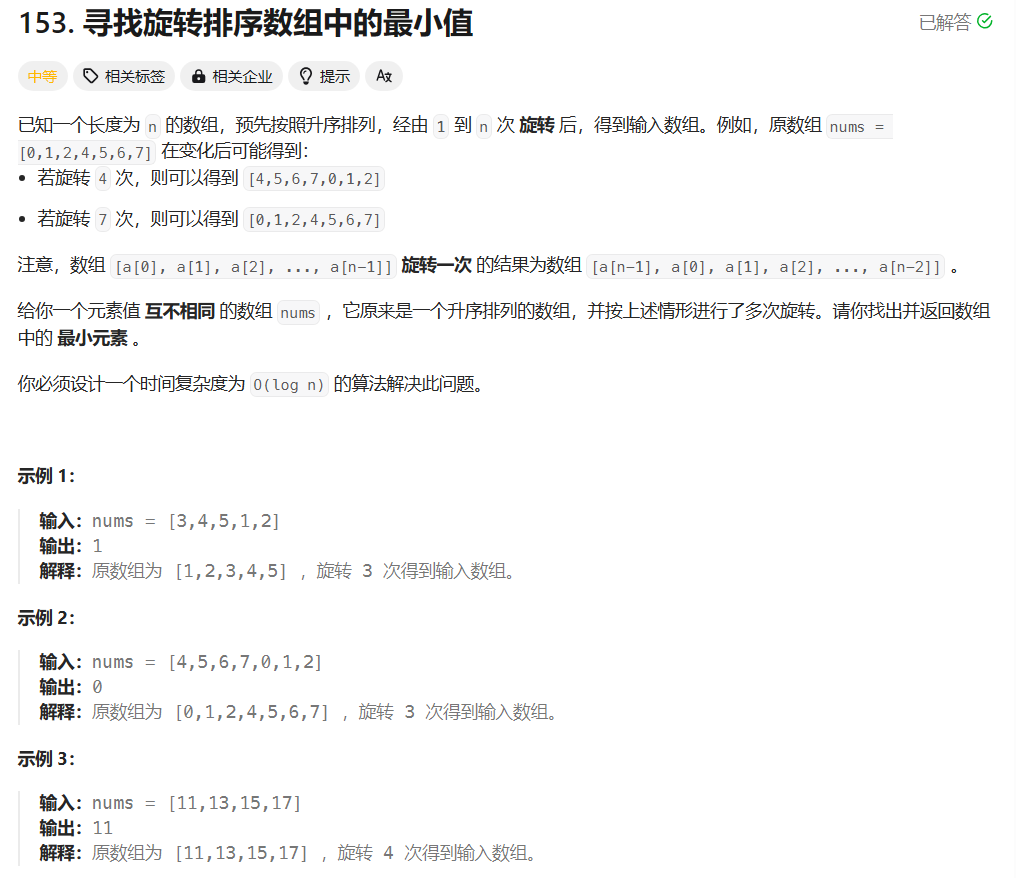 153. 寻找旋转排序数组中的最小值
已解答
中等 相关标签 相关企业 提示
已知一个长度为 n 的数组，预先按照升序排列，经由 1 到 n 次 旋转 后，得到输入数组。例如，原数组 nums =
[0,1,2,4,5,6,7] 在变化后可能得到：
• 若旋转 4 次，则可以得到 [4,5,6,7,0,1,2]
• 若旋转 7 次，则可以得到 [0,1,2,4,5,6,7]
注意，数组 [a[0], a[1], a[2], ..., a[n-1]] 旋转一次 的结果为数组 [a[n-1], a[0], a[1], a[2], ..., a[n-2]] 。
给你一个元素值 互不相同 的数组 nums ，它原来是一个升序排列的数组，并按上述情形进行了多次旋转。请你找出并返回数组
中的 最小元素 。
你必须设计一个时间复杂度为 O(log n) 的算法解决此问题。
示例 1：
输入：nums = [3,4,5,1,2]
输出：1
解释：原数组为 [1,2,3,4,5] ，旋转 3 次得到输入数组。
示例 2：
输入：nums = [4,5,6,7,0,1,2]
输出：0
解释：原数组为 [0,1,2,4,5,6,7] ，旋转 3 次得到输入数组。
示例 3：
输入：nums = [11,13,15,17]
输出：11
解释：原数组为 [11,13,15,17] ，旋转 4 次得到输入数组。